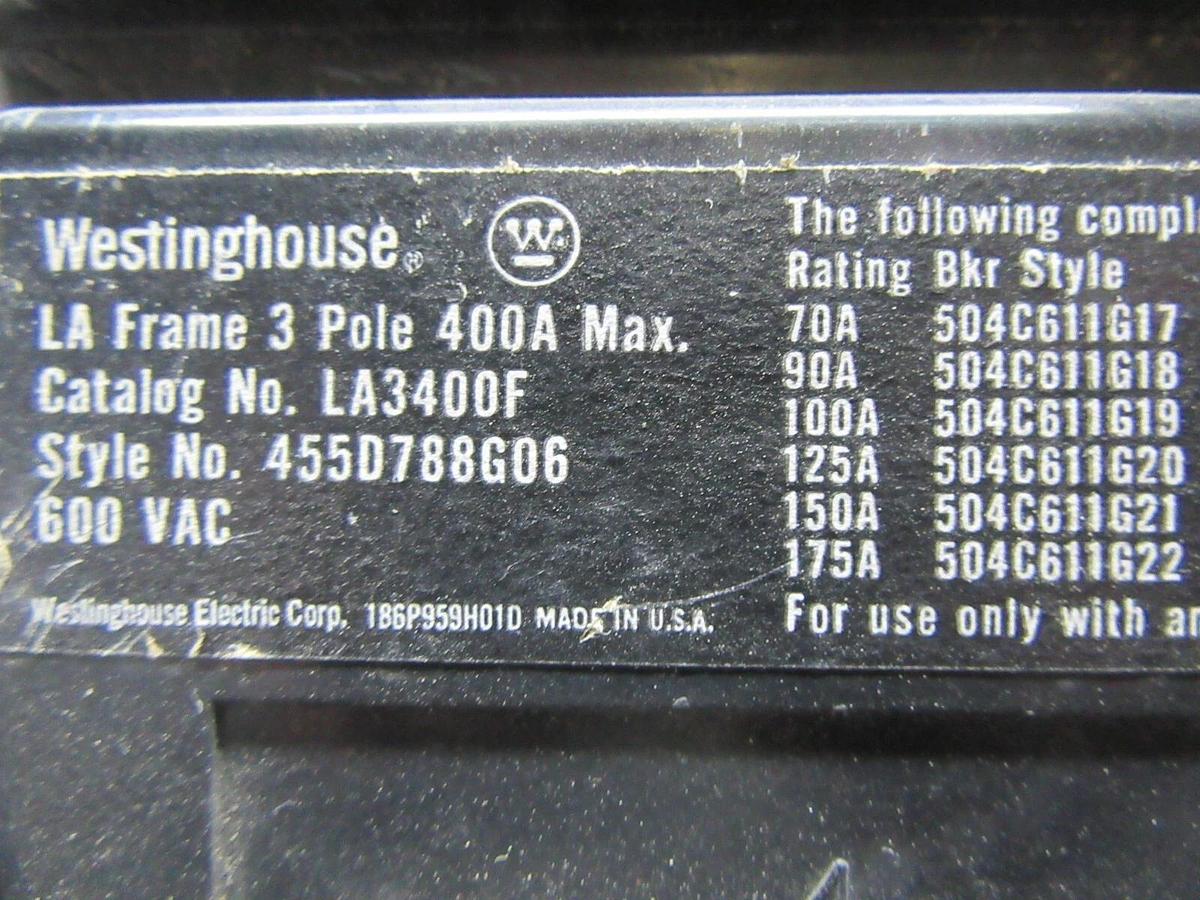 Westinghouse ®
W
LA Frame 3 Pole 400A Max.
Catalog No. LA3400F
Style No. 455D788G06
600 VAC
Westinghouse Electric Corp. 186P959H01D MADE IN U.S.A.
The following compl
Rating Bkr Style
70A 504C611G17
90A 504C611G18
100A 504C611G19
125A 504C611G20
150A 504C611G21
175A 504C611G22
For use only with an